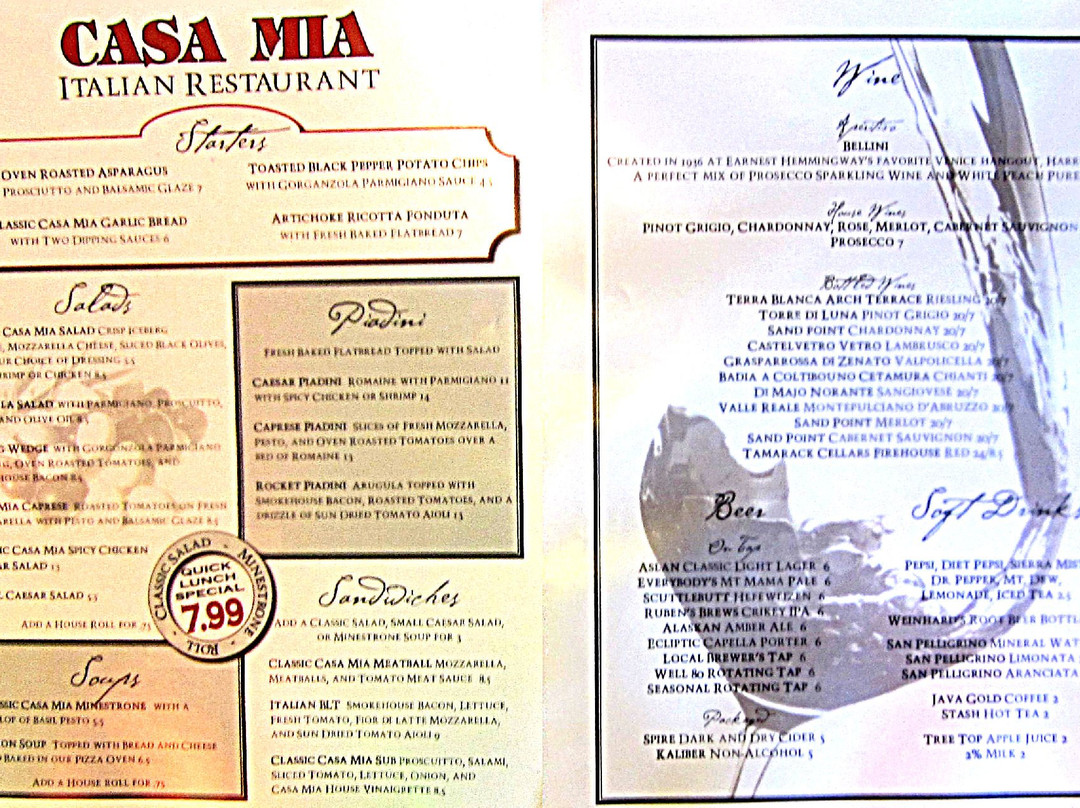 CASA MIA
ITALIAN RESTAURANT
Starters
OVEN ROASTED ASPARAGUS
PROSCIUTTO AND BALSAMIC GLAZE 7
TOASTED BLACK PEPPER POTATO CHIPS
WITH GORGANZOLA PARMIGIANO SAUCE 4.5
CLASSIC CASA MIA GARLIC BREAD
WITH TWO DIPPING SAUCES 6
ARTICHOKE RICOTTA FONDUTA
WITH FRESH BAKED FLATBREAD 7
Salads
CASA MIA SALAD CRISP ICEBERG
MOZZARELLA CHEESE, SLICED BLACK OLIVES,
CHOICE OF DRESSING 5.5
OR CHICKEN 8.5
SALAD WITH PARMIGIANO, PROSCIUTTO,
AND OLIVE OIL 8.5
WEDGE WITH GORGONZOLA PARMIGIANO
OVEN ROASTED TOMATOES, AND
HOUSE BACON 8.5
MIA CAPRESE ROASTED TOMATOES ON FRESH
WITH PESTO AND BALSAMIC GLAZE 8.5
CASA MIA SPICY CHICKEN
SALAD 13
CAESAR SALAD 5.5
ADD A HOUSE ROLL FOR .75
Piadini
FRESH BAKED FLATBREAD TOPPED WITH SALAD
CAESAR PIADINI ROMAINE WITH PARMIGIANO 11
WITH SPICY CHICKEN OR SHRIMP 14
CAPRESE PIADINI SLICES OF FRESH MOZZARELLA,
PESTO, AND OVEN ROASTED TOMATOES OVER A
BED OF ROMAINE 13
ROCKET PIADINI ARUGULA TOPPED WITH
SMOKEHOUSE BACON, ROASTED TOMATOES, AND A
DRIZZLE OF SUN DRIED TOMATO AIOLI 13
CLASSIC SALAD - MINESTRONE - ROLL
QUICK
LUNCH
SPECIAL
7.99
Soups
CASA MIA MINESTRONE WITH A
OF BASIL PESTO 5.5
SOUP TOPPED WITH BREAD AND CHEESE
BAKED IN OUR PIZZA OVEN 6.5
ADD A HOUSE ROLL FOR .75
Sandwiches
ADD A CLASSIC SALAD, SMALL CAESAR SALAD,
OR MINESTRONE SOUP FOR 3
CLASSIC CASA MIA MEATBALL MOZZARELLA,
MEATBALLS, AND TOMATO MEAT SAUCE 8.5
ITALIAN BLT SMOKEHOUSE BACON, LETTUCE,
FRESH TOMATO, FIOR DI LATTE MOZZARELLA,
AND SUN DRIED TOMATO AIOLI 9
CLASSIC CASA MIA SUB PROSCIUTTO, SALAMI,
SLICED TOMATO, LETTUCE, ONION, AND
CASA MIA HOUSE VINAIGRETTE 8.5
Wine
Aperitivo
BELLINI
CREATED IN 1936 AT EARNEST HEMMINGWAY'S FAVORITE VENICE HANGOUT,
A PERFECT MIX OF PROSECCO SPARKLING WINE AND WHITE PEACH
House Wines
PINOT GRIGIO, CHARDONNAY, ROSE, MERLOT, CABERNET SAUVIGNON
PROSECCO 7
Bottled Wines
TERRA BLANCA ARCH TERRACE RIESLING 20/7
TORRE DI LUNA PINOT GRIGIO 20/7
SAND POINT CHARDONNAY 20/7
CASTELVETRO VETRO LAMBRUSCO 20/7
GRASPAROSSA DI ZENATO VALPOLICELLA 20/7
BADIA A COLTIBOUNO CETAMURA CHIANTI 20/7
DI MAJO NORANTE SANGIOVESE 20/7
VALLE REALE MONTEPULCIANO D'ABRUZZO 20/7
SAND POINT MERLOT 20/7
SAND POINT CABERNET SAUVIGNON 20/7
TAMARACK CELLARS FIREHOUSE RED 24/8.5
Beer
On Tap
ASLAN CLASSIC LIGHT LAGER 6
EVERYBODY'S MT MAMA PALE 6
SCUTTLEBUTT HEFEWEIZEN 6
RUBEN'S BREWS CRIKEY IPA 6
ALASKAN AMBER ALE 6
ECLIPTIC CAPELLA PORTER 6
LOCAL BREWER'S TAP 6
WELL 80 ROTATING TAP 6
SEASONAL ROTATING TAP 6
Packaged
SPIRE DARK AND DRY CIDER 5
KALIBER NON-ALCOHOL 5
Soft Drinks
PEPSI, DIET PEPSI, SIERRA MIST
DR. PEPPER, MT. DEW,
LEMONADE, ICED TEA 2.5
WEINHARD'S ROOT BEER
SAN PELLIGRINO MINERAL
SAN PELLIGRINO LIMONATA
SAN PELLIGRINO ARANCIATA
JAVA GOLD COFFEE 2
STASH HOT TEA 2
TREE TOP APPLE JUICE 2
2% MILK 2